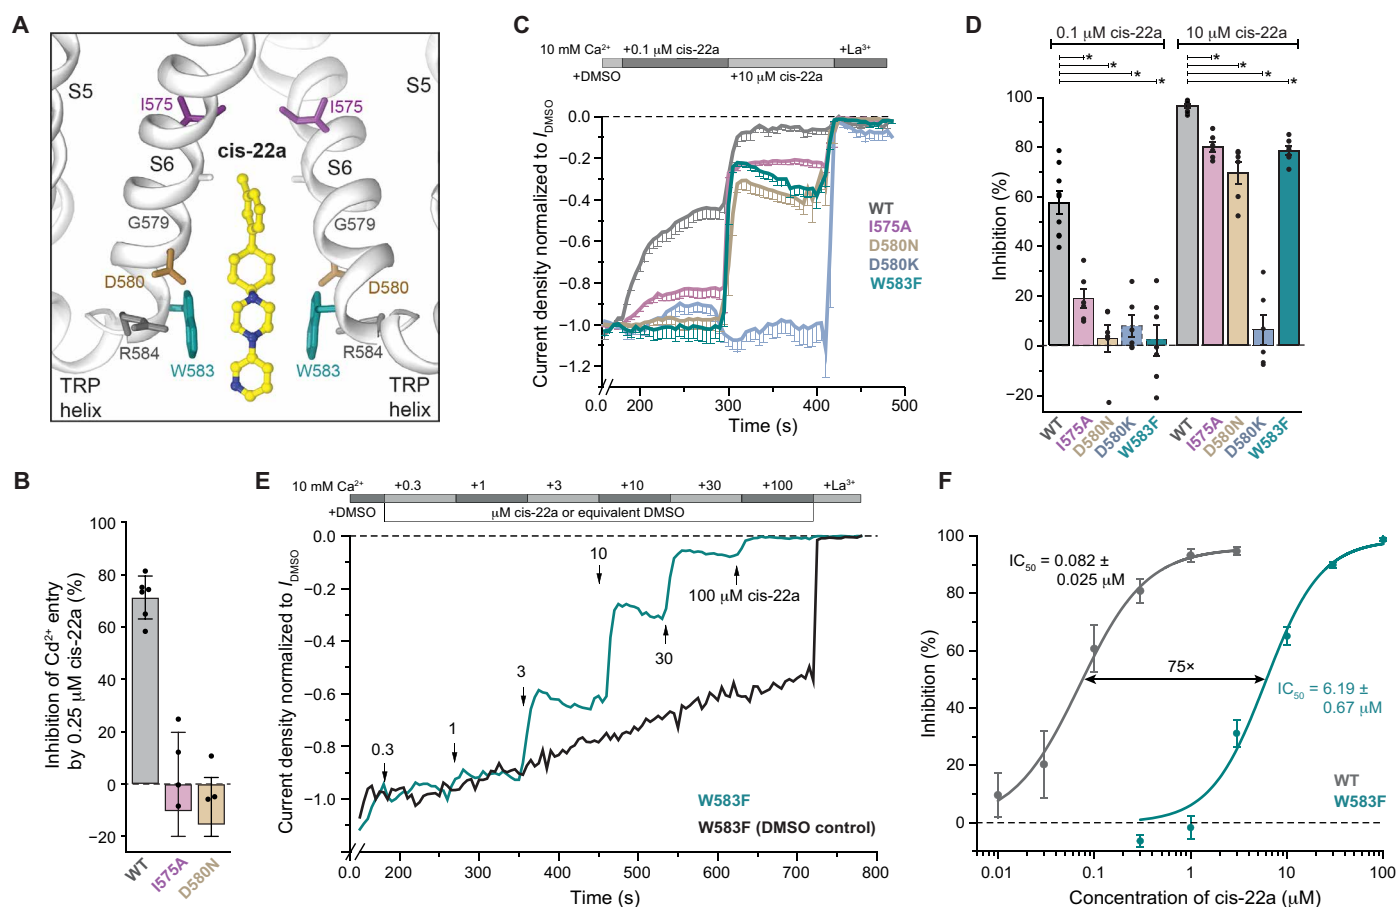 A
S5
S5
I575
I575
cis-22a
S6
S6
G579
G579
D580
D580
R584
R584
W583
W583
TRP
helix
TRP
helix
B
Inhibition of Cd²⁺ entry
by 0.25 μM cis-22a (%)
100
80
60
40
20
0
−20
WT
I575A
D580N
C
10 mM Ca²⁺
+0.1 μM cis-22a
+La³⁺
+DMSO
+10 μM cis-22a
Current density normalized to I_DMSO
0.0
−0.2
−0.4
−0.6
−0.8
−1.0
−1.2
WT
I575A
D580N
D580K
W583F
0.0
200
300
400
500
Time (s)
D
0.1 μM cis-22a
10 μM cis-22a
*
*
*
*
*
*
*
*
Inhibition (%)
100
80
60
40
20
0
−20
WT
I575A
D580N
D580K
W583F
WT
I575A
D580N
D580K
W583F
E
10 mM Ca²⁺
+0.3
+1
+3
+10
+30
+100
+La³⁺
+DMSO
μM cis-22a or equivalent DMSO
Current density normalized to I_DMSO
0.0
−0.2
−0.4
−0.6
−0.8
−1.0
0.3
1
3
10
30
100 μM cis-22a
W583F
W583F (DMSO control)
0.0
200
300
400
500
600
700
800
Time (s)
F
Inhibition (%)
100
80
60
40
20
0
IC₅₀ = 0.082 ±
0.025 μM
75×
IC₅₀ = 6.19 ±
0.67 μM
WT
W583F
0.01
0.1
1
10
100
Concentration of cis-22a (μM)